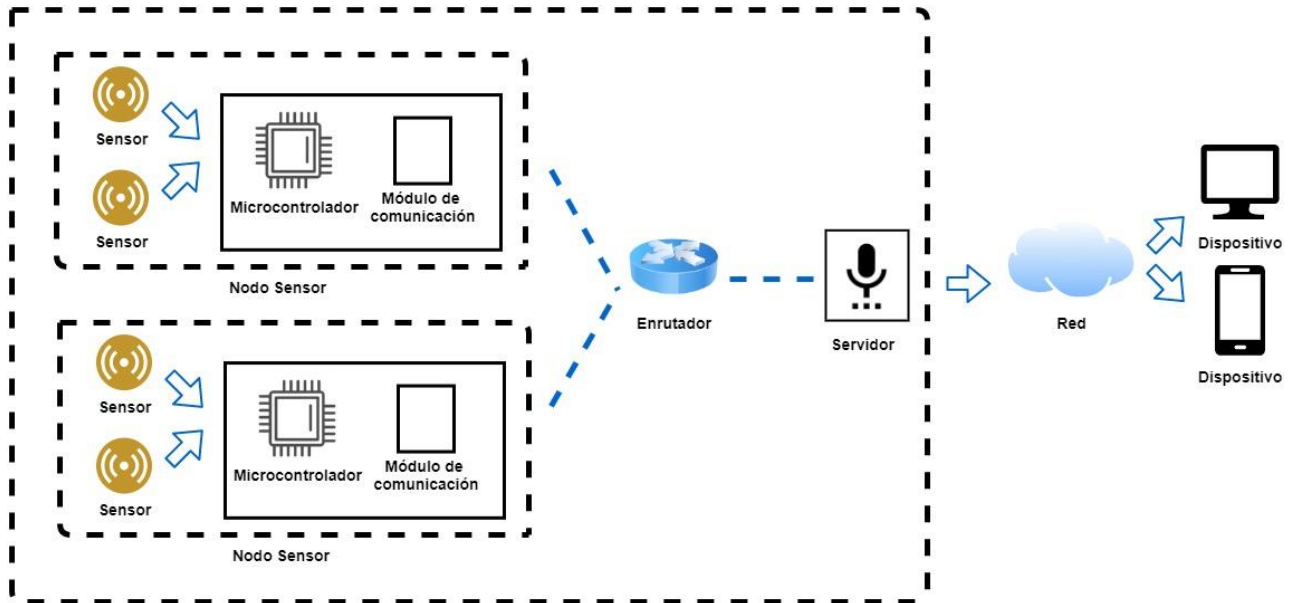 Sensor
Sensor
Microcontrolador
Módulo de
comunicación
Nodo Sensor
Sensor
Sensor
Microcontrolador
Módulo de
comunicación
Nodo Sensor
Enrutador
Servidor
Red
Dispositivo
Dispositivo